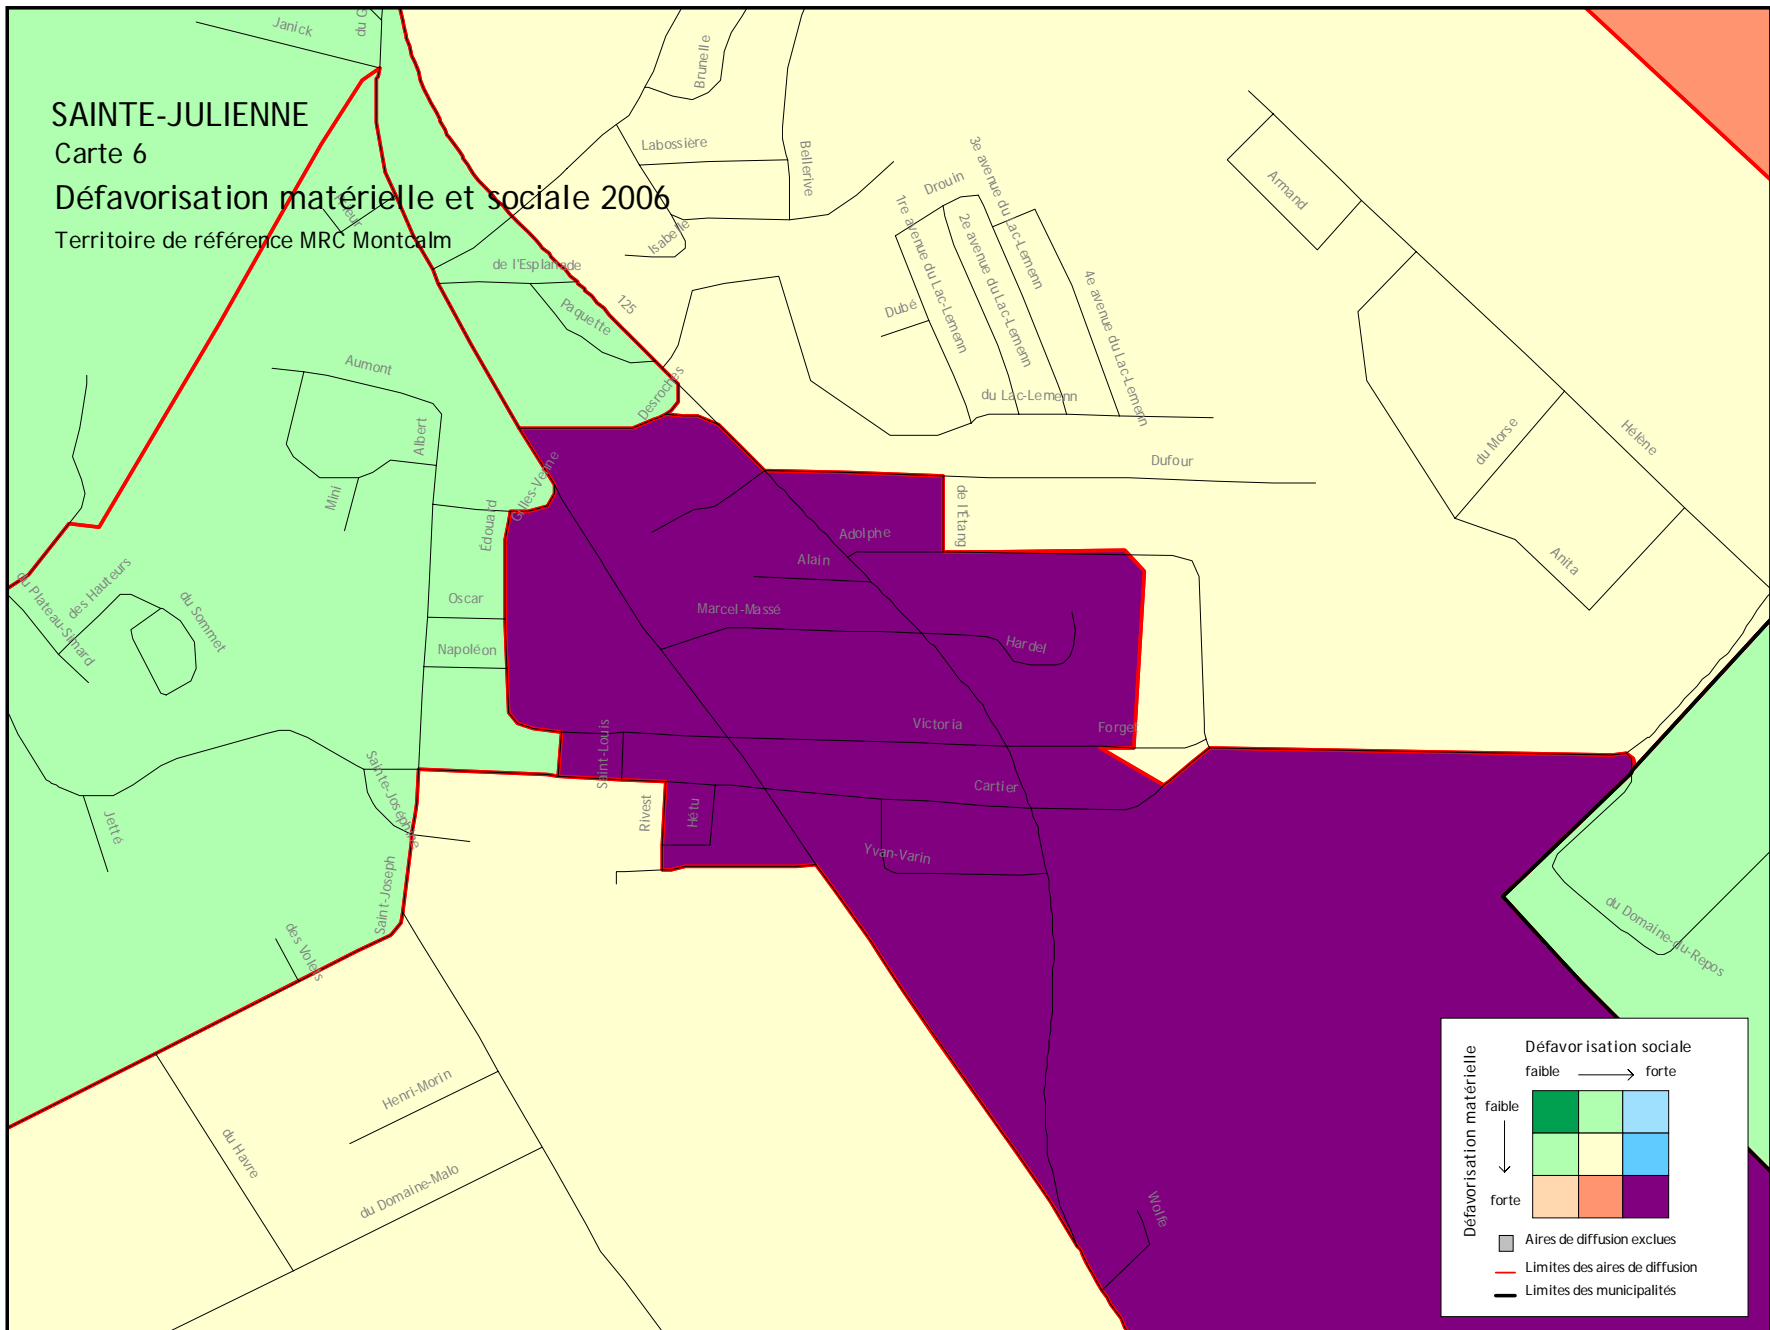 Janick
du G
SAINTE-JULIENNE
Carte 6
Défavorisation matérielle et sociale 2006
Territoire de référence MRC Montcalm
Brunelle
Labossière
Bellerive
Isabelle
de l'Esplanade
Paquette
125
Desroches
Drouin
1re avenue du Lac-Lemenn
2e avenue du Lac-Lemenn
3e avenue du Lac-Lemenn
4e avenue du Lac-Lemenn
Dubé
du Lac-Lemenn
Armand
Hélène
du Morse
Anita
Dufour
de l'Étang
Aumont
Albert
Mini
Édouard
Gilles-Venne
Adolphe
Alain
Marcel-Massé
Hardel
Oscar
Napoléon
des Hauteurs
du Plateau-Simard
du Sommet
Victoria
Forget
Saint-Louis
Cartier
Rivest
Hétu
Yvan-Varin
Sainte-Joséphine
Jetté
Saint-Joseph
des Volets
du Domaine-du-Repos
Henri-Morin
du Havre
du Domaine-Malo
Wolfe
Défavorisation sociale
faible
forte
Défavorisation matérielle
faible
forte
Aires de diffusion exclues
Limites des aires de diffusion
Limites des municipalités